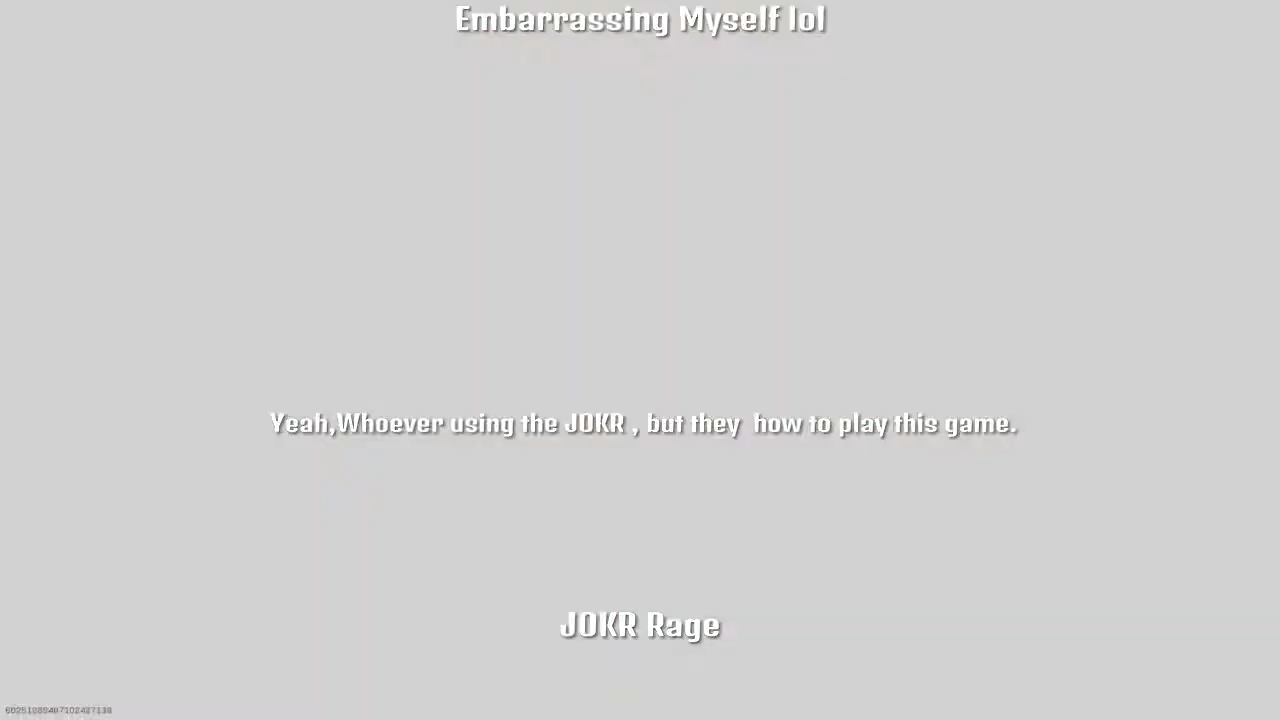 Embarrassing Myself lol
Yeah,Whoever using the JOKR , but they  how to play this game.
JOKR Rage